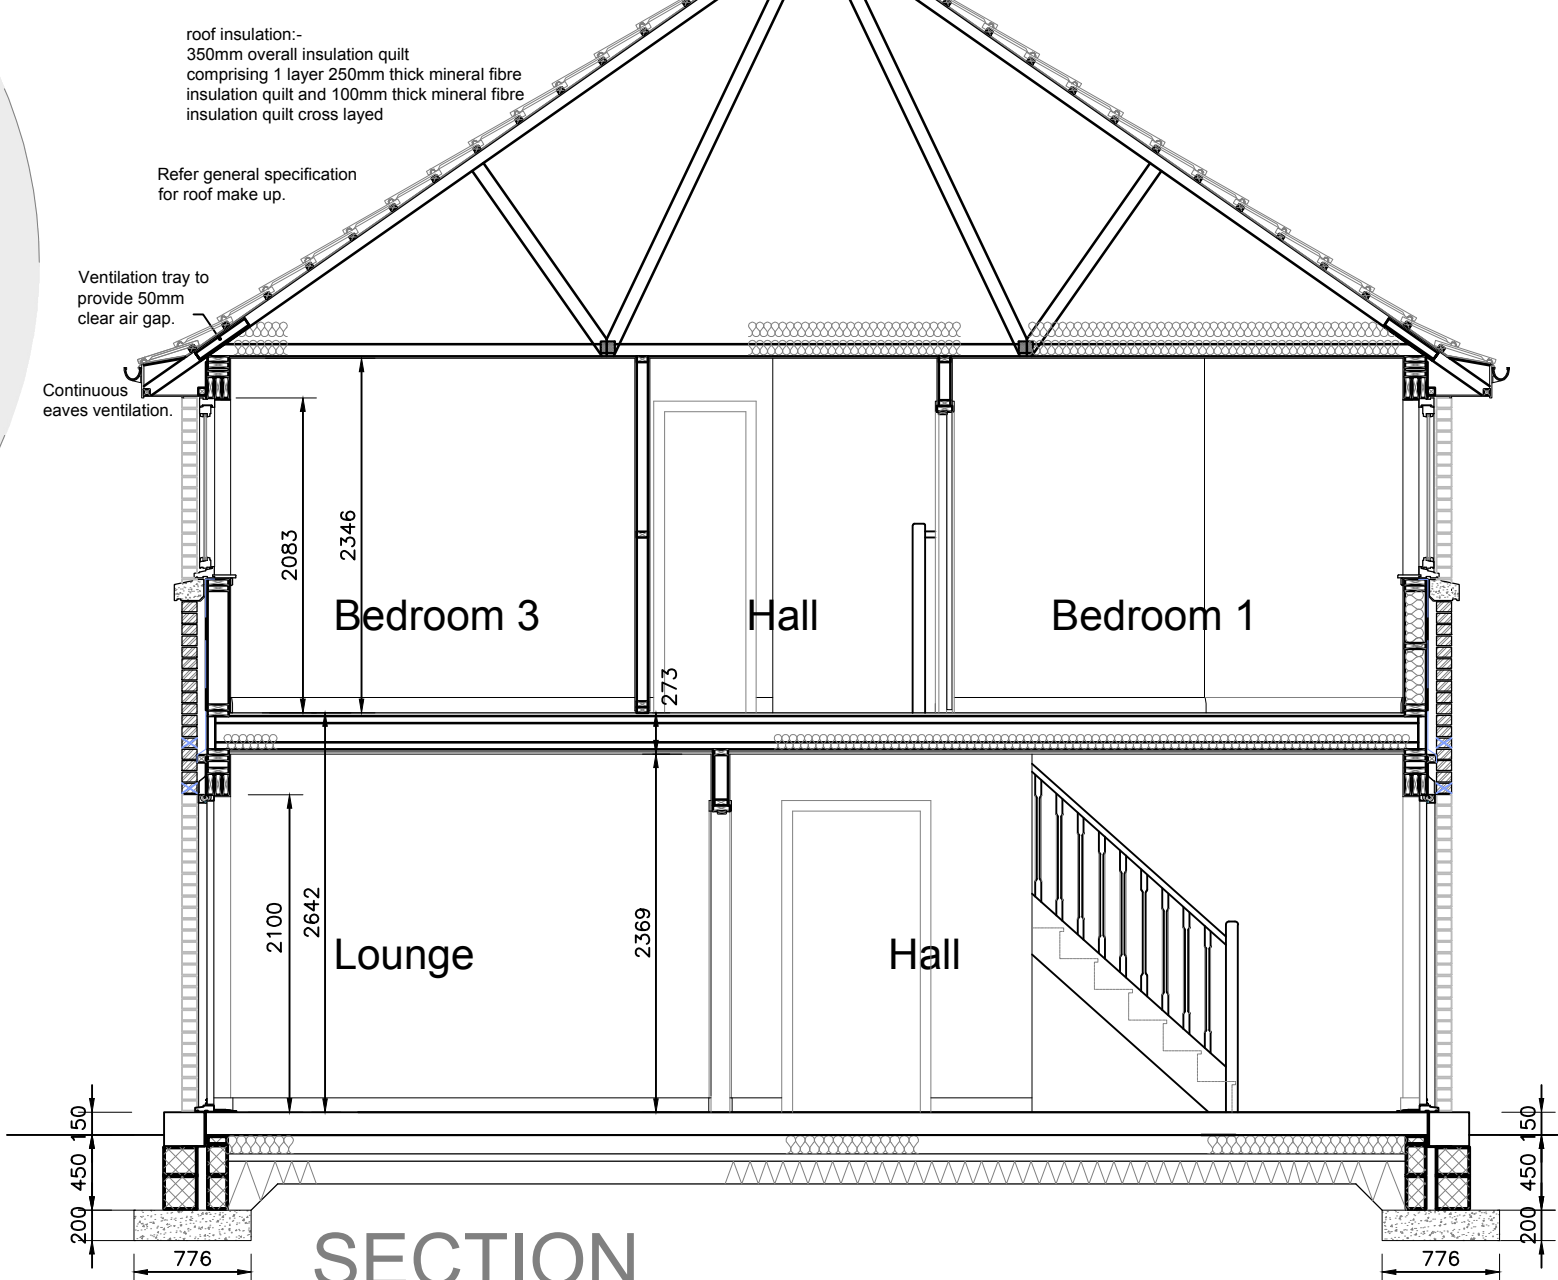 roof insulation:-
350mm overall insulation quilt
comprising 1 layer 250mm thick mineral fibre
insulation quilt and 100mm thick mineral fibre
insulation quilt cross layed
Refer general specification
for roof make up.
Ventilation tray to
provide 50mm
clear air gap.
Continuous
eaves ventilation.
2083
2346
Bedroom 3
Hall
Bedroom 1
273
2100
2642
2369
Lounge
Hall
150
450
200
776
150
450
200
776
SECTION